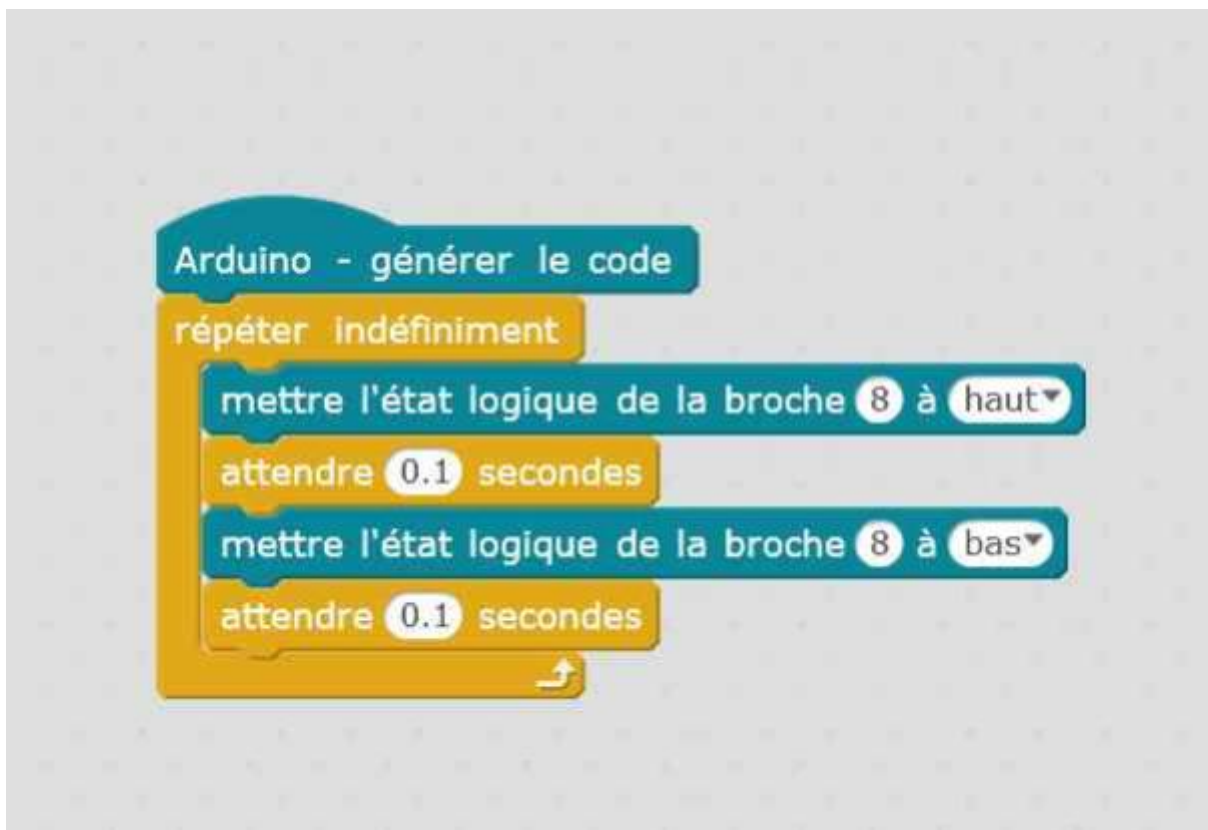 Arduino - générer le code
répéter indéfiniment
mettre l'état logique de la broche 8 à haut
attendre 0.1 secondes
mettre l'état logique de la broche 8 à bas
attendre 0.1 secondes